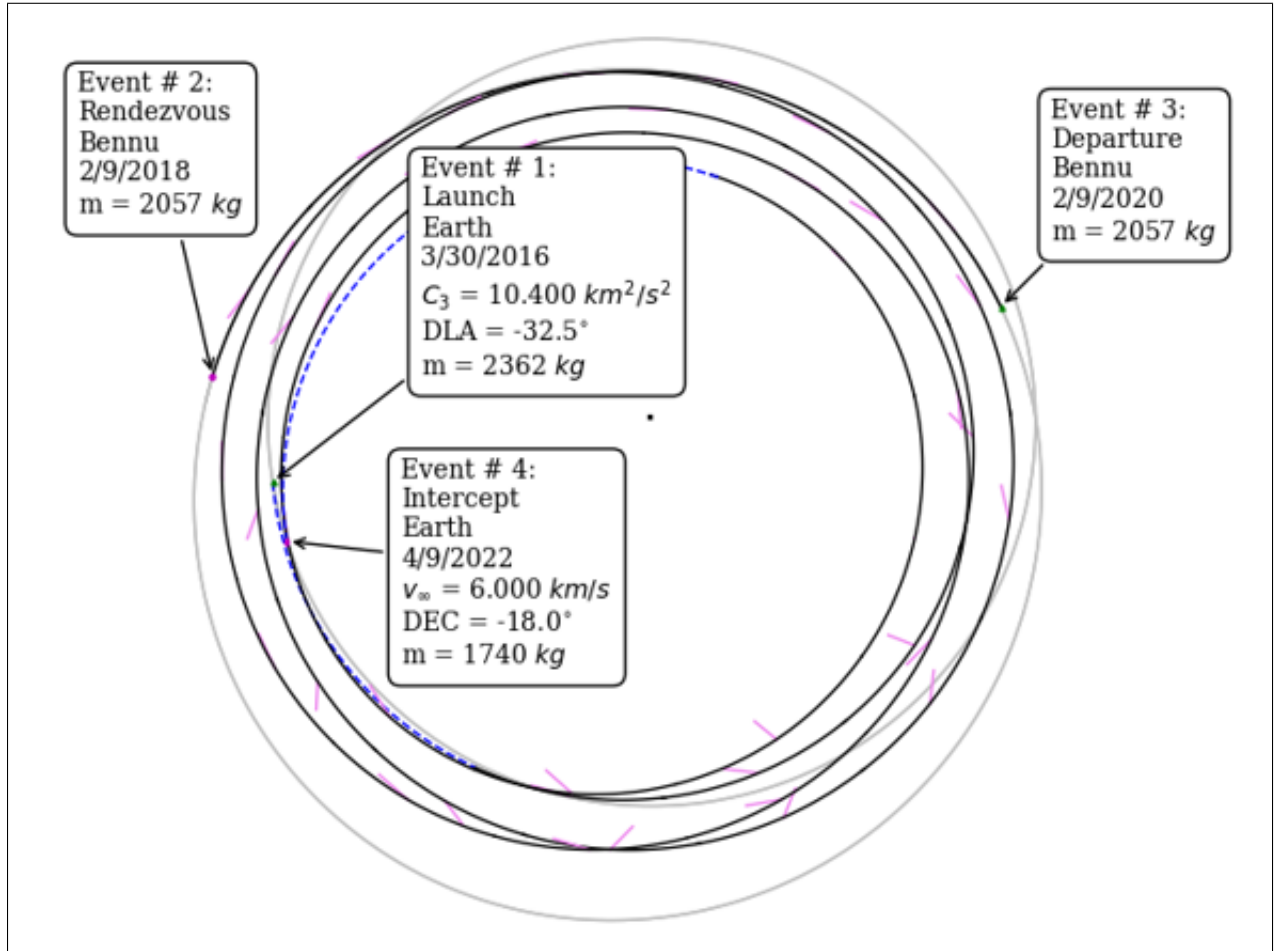 Event # 2:
Rendezvous
Bennu
2/9/2018
m = 2057 kg
Event # 1:
Launch
Earth
3/30/2016
C₃ = 10.400 km²/s²
DLA = -32.5°
m = 2362 kg
Event # 3:
Departure
Bennu
2/9/2020
m = 2057 kg
Event # 4:
Intercept
Earth
4/9/2022
v∞ = 6.000 km/s
DEC = -18.0°
m = 1740 kg